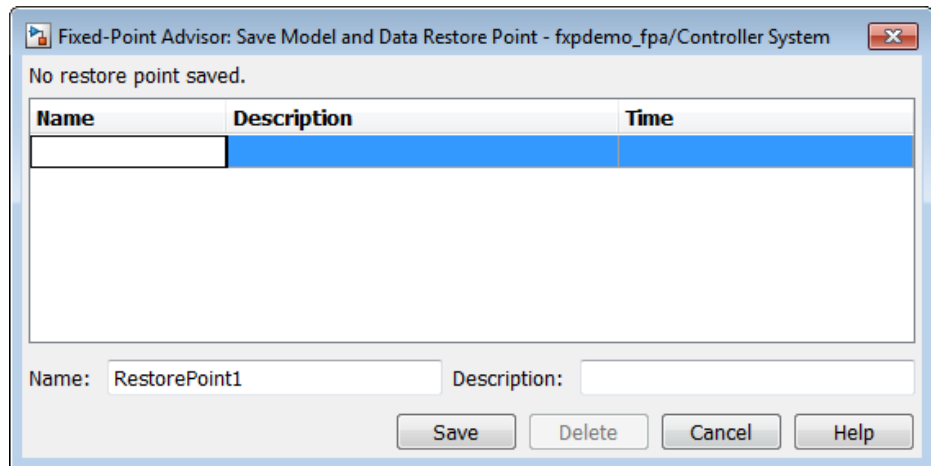 Fixed-Point Advisor: Save Model and Data Restore Point - fxpdemo_fpa/Controller System
No restore point saved.
Name Description Time
Name: RestorePoint1 Description:
Save Delete Cancel Help